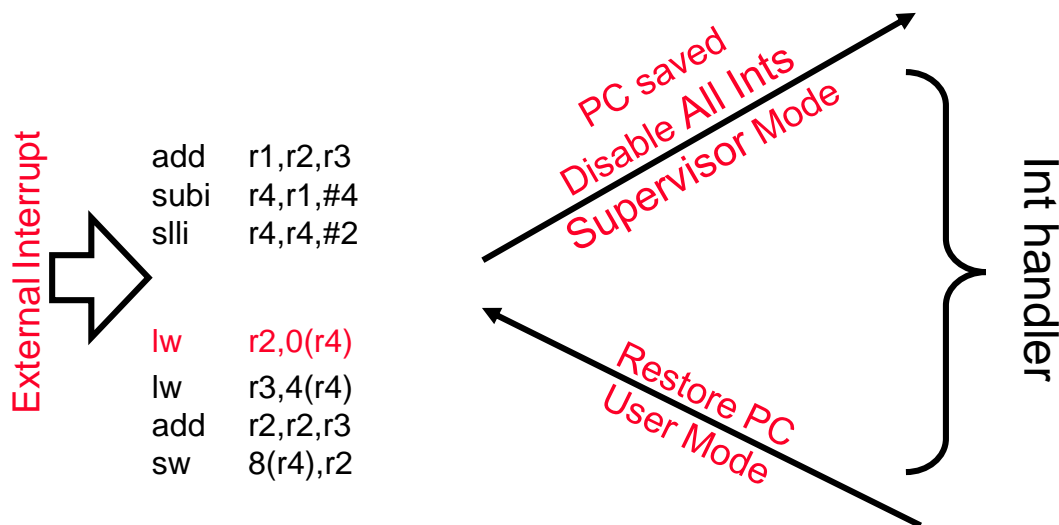 External Interrupt
add r1,r2,r3
subi r4,r1,#4
slli r4,r4,#2
lw r2,0(r4)
lw r3,4(r4)
add r2,r2,r3
sw 8(r4),r2
PC saved
Disable All Ints
Supervisor Mode
Restore PC
User Mode
Int handler